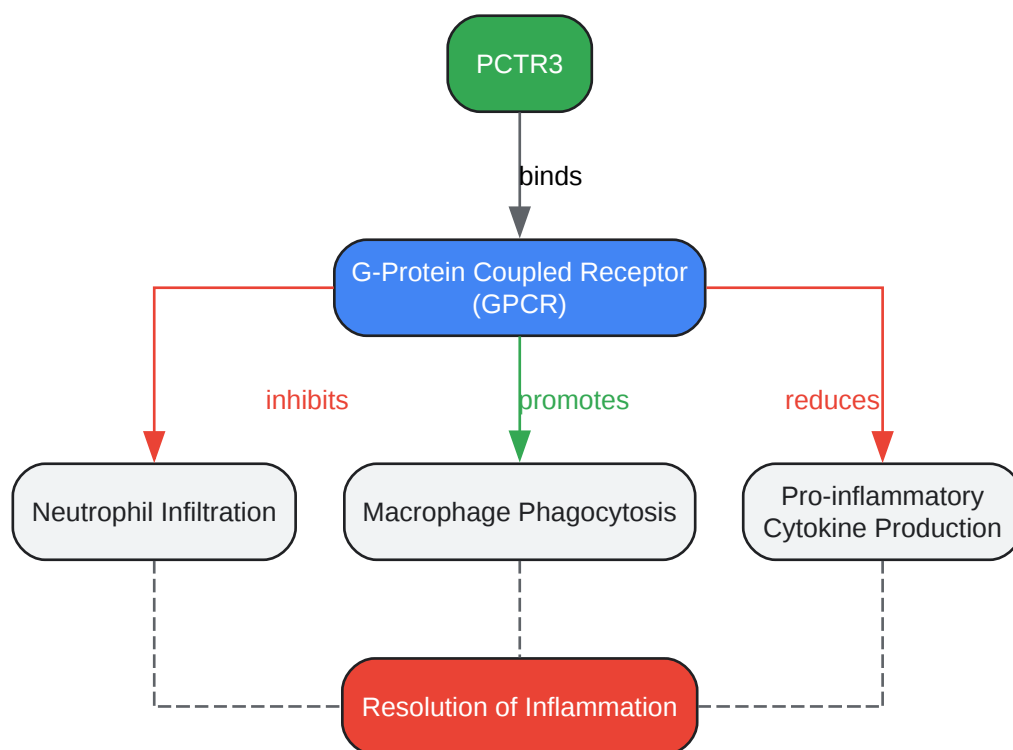 PCTR3
binds
G-Protein Coupled Receptor
(GPCR)
inhibits
promotes
reduces
Neutrophil Infiltration
Macrophage Phagocytosis
Pro-inflammatory
Cytokine Production
Resolution of Inflammation